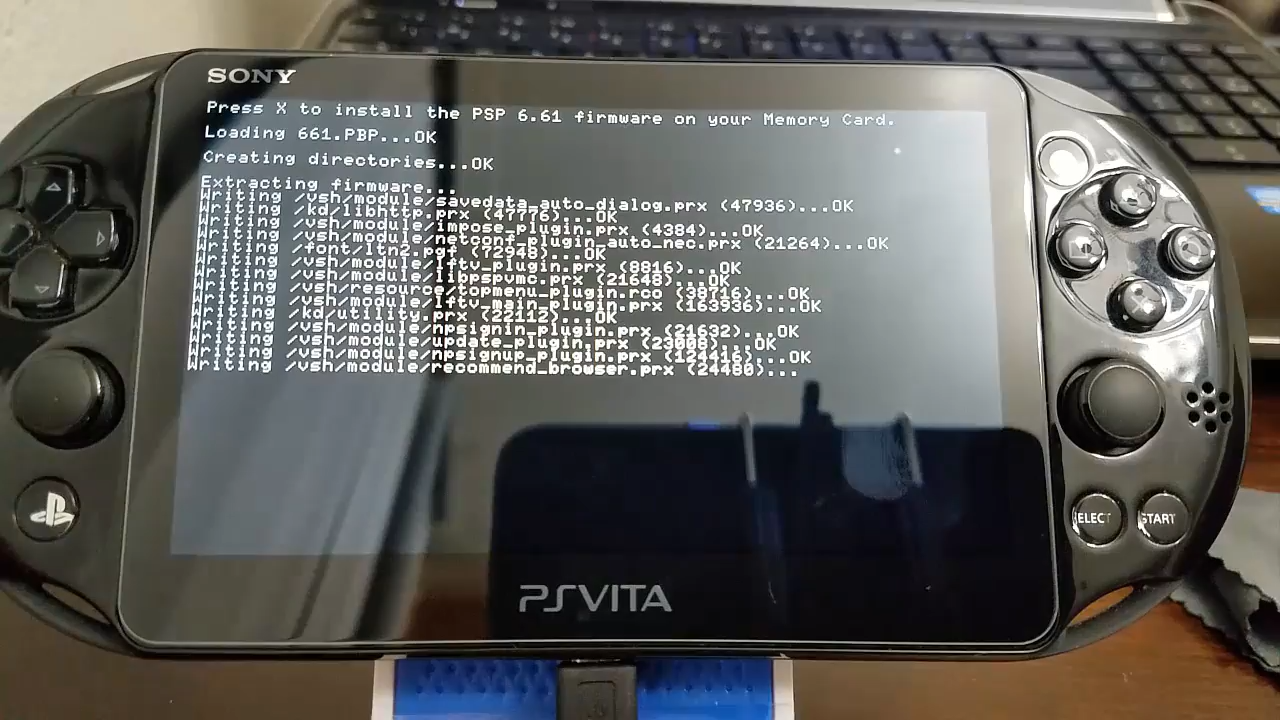 SONY
Press X to install the PSP 6.61 firmware on your Memory Card.
Loading 661.PBP...OK
Creating directories...OK
Extracting firmware...
Writing /vsh/module/savedata_auto_dialog.prx (47936)...OK
Writing /kd/libhttp.prx (47776)...OK
Writing /vsh/module/impose_plugin.prx (4384)...OK
Writing /vsh/module/netconf_plugin_auto_nec.prx (21264)...OK
Writing /font/ltn2.pgf (72948)...OK
Writing /vsh/module/lftv_plugin.prx (8816)...OK
Writing /vsh/module/libpspvmc.prx (21648)...OK
Writing /vsh/resource/topmenu_plugin.rco (38716)...OK
Writing /vsh/module/lftv_main_plugin.prx (163936)...OK
Writing /kd/utility.prx (22112)...OK
Writing /vsh/module/npsignin_plugin.prx (21632)...OK
Writing /vsh/module/update_plugin.prx (23008)...OK
Writing /vsh/module/npsignup_plugin.prx (124416)...OK
Writing /vsh/module/recommend_browser.prx (24480)...
ELECT
START
PSVITA